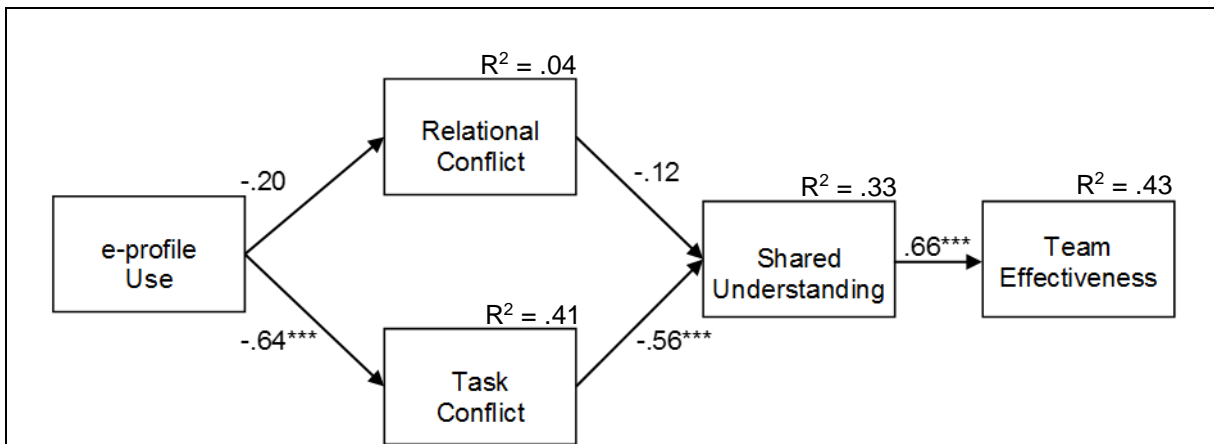 R² = .04
Relational
Conflict
-.20
-.12
R² = .33
R² = .43
e-profile
Use
Shared
Understanding
.66***
Team
Effectiveness
R² = .41
-.64***
-.56***
Task
Conflict